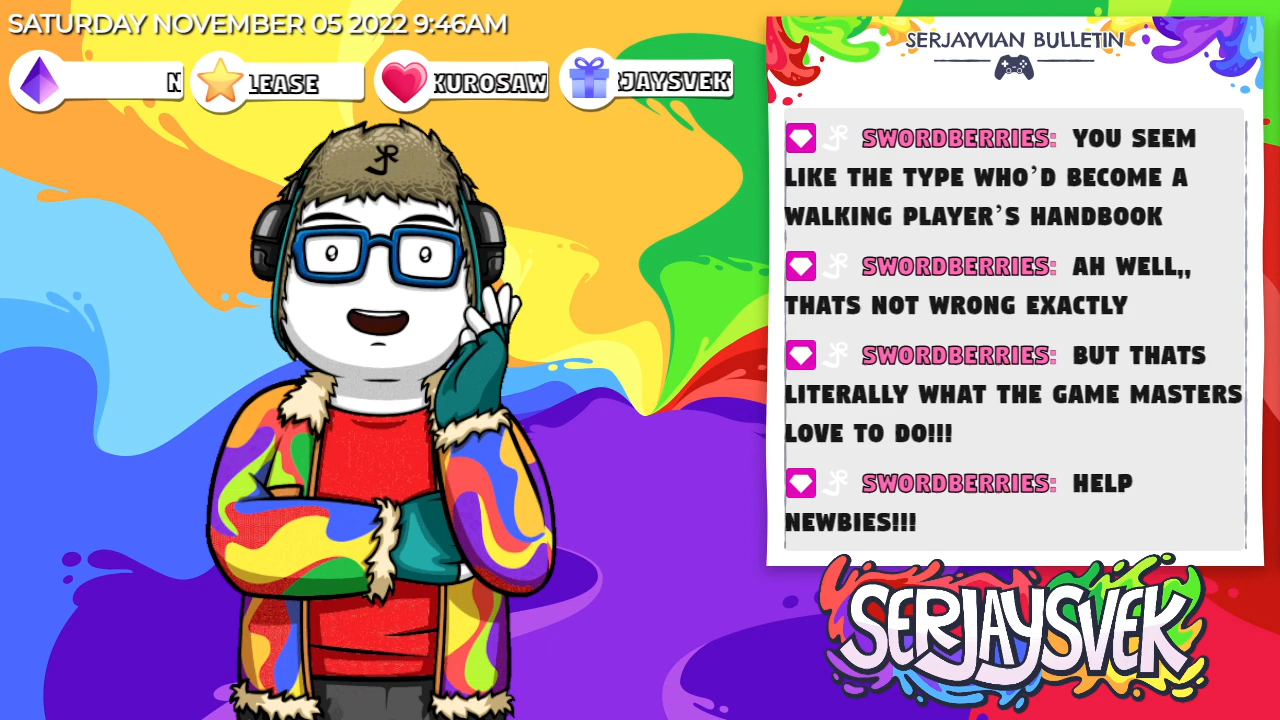 SATURDAY NOVEMBER 05 2022 9:46AM
N
LEASE
KUROSAW
JAYSVEK
SERJAYVIAN BULLETIN
SWORDBERRIES: YOU SEEM
LIKE THE TYPE WHO'D BECOME A
WALKING PLAYER'S HANDBOOK
SWORDBERRIES: AH WELL,,
THATS NOT WRONG EXACTLY
SWORDBERRIES: BUT THATS
LITERALLY WHAT THE GAME MASTERS
LOVE TO DO!!!
SWORDBERRIES: HELP
NEWBIES!!!
SERJAYSVEK